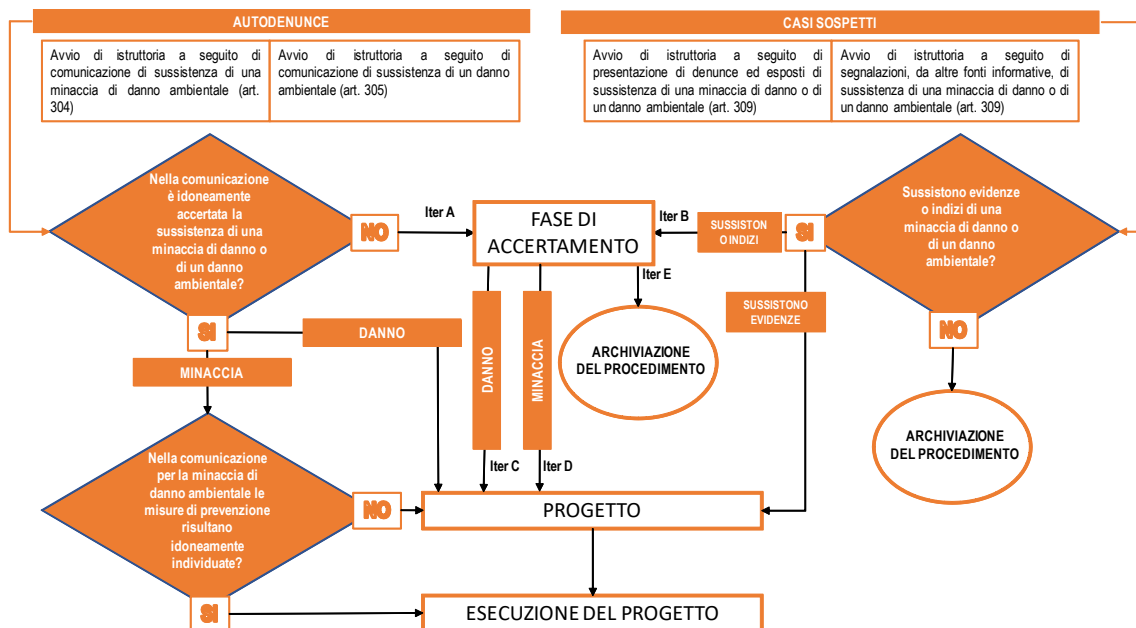 AUTODENUNCE
CASI SOSPETTI
Avvio di istruttoria a seguito di
comunicazione di sussistenza di una
minaccia di danno ambientale (art.
304)
Avvio di istruttoria a seguito di
comunicazione di sussistenza di un danno
ambientale (art. 305)
Avvio di istruttoria a seguito di
presentazione di denunce ed esposti di
sussistenza di una minaccia di danno o di
un danno ambientale (art. 309)
Avvio di istruttoria a seguito di
segnalazioni, da altre fonti informative, di
sussistenza di una minaccia di danno o di
un danno ambientale (art. 309)
Nella comunicazione
è idoneamente
accertata la
sussistenza di una
minaccia di danno o
di un danno
ambientale?
NO
Iter A
FASE DI
ACCERTAMENTO
Iter B
SUSSISTON
O INDIZI
SI
Sussistono evidenze
o indizi di una
minaccia di danno o
di un danno
ambientale?
Iter E
SUSSISTONO
EVIDENZE
SI
DANNO
NO
MINACCIA
DANNO
MINACCIA
ARCHIVIAZIONE
DEL PROCEDIMENTO
ARCHIVIAZIONE
DEL PROCEDIMENTO
Nella comunicazione
per la minaccia di
danno ambientale le
misure di prevenzione
risultano
idoneamente
individuate?
Iter C
Iter D
NO
PROGETTO
SI
ESECUZIONE DEL PROGETTO